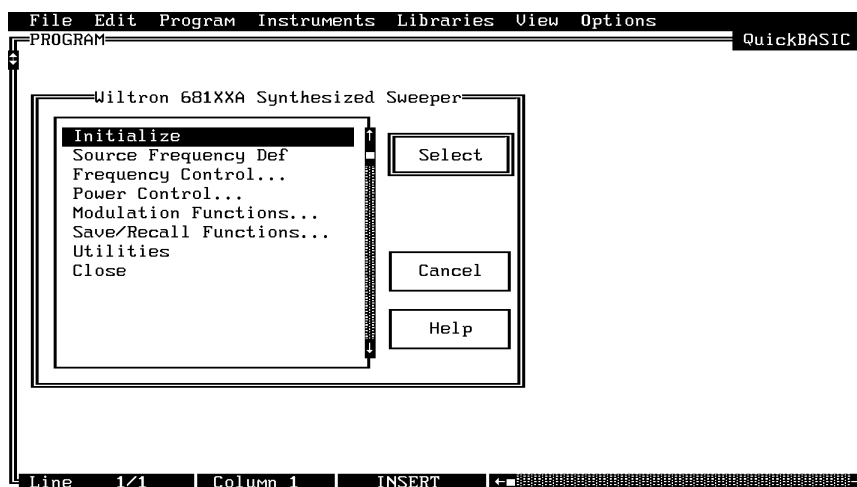 File Edit Program Instruments Libraries View Options
PROGRAM QuickBASIC
Wiltron 681XXA Synthesized Sweeper
Initialize
Source Frequency Def
Frequency Control...
Power Control...
Modulation Functions...
Save/Recall Functions...
Utilities
Close
Select
Cancel
Help
Line 1/1 Column 1 INSERT